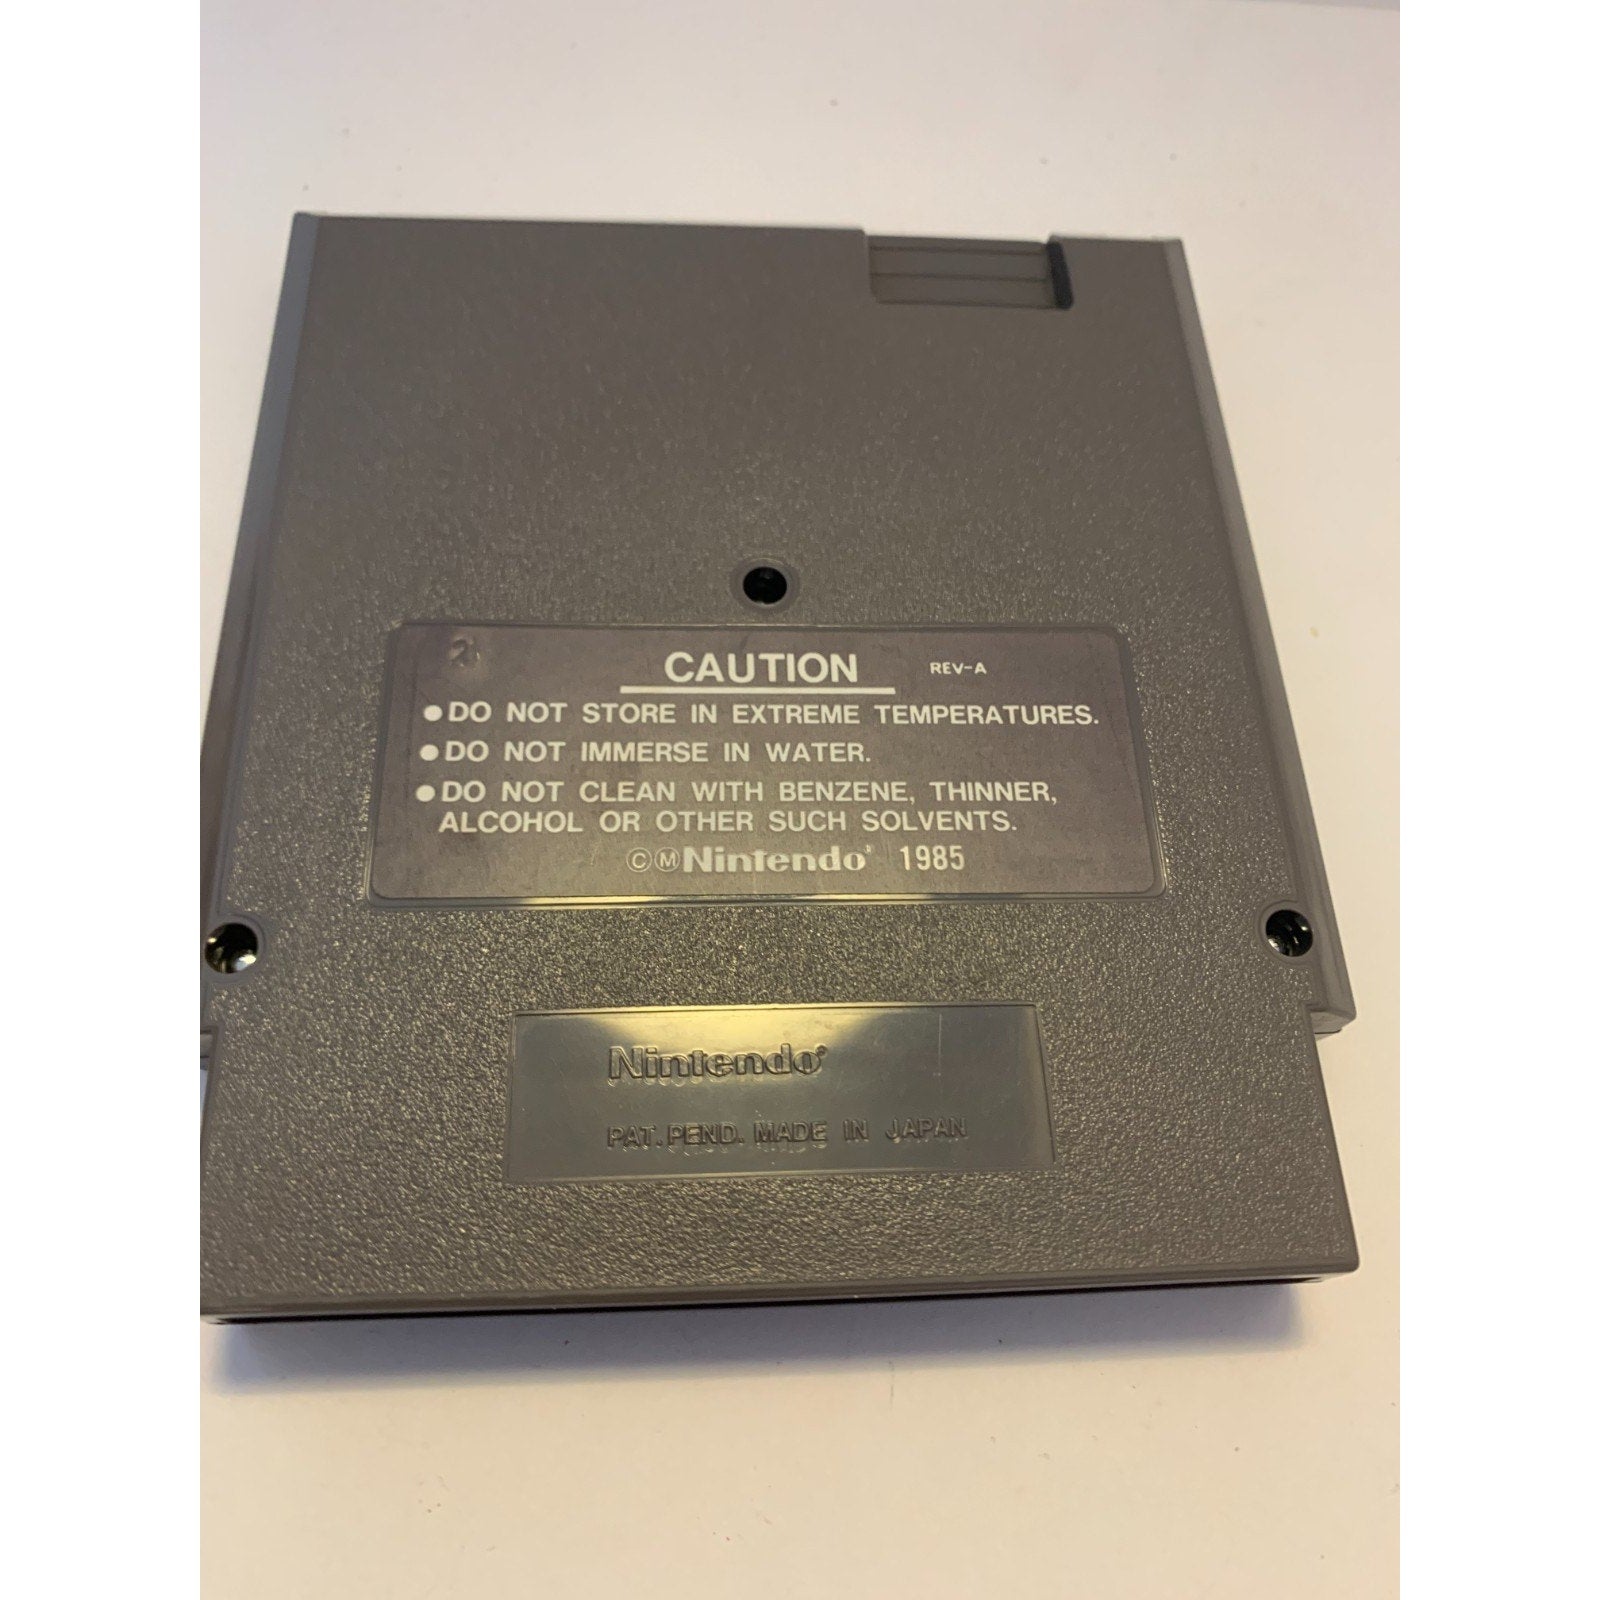 CAUTION REV-A
●DO NOT STORE IN EXTREME TEMPERATURES.
●DO NOT IMMERSE IN WATER.
●DO NOT CLEAN WITH BENZENE, THINNER,
ALCOHOL OR OTHER SUCH SOLVENTS.
©ⓂNintendo® 1985
Nintendo®
PAT. PEND. MADE IN JAPAN